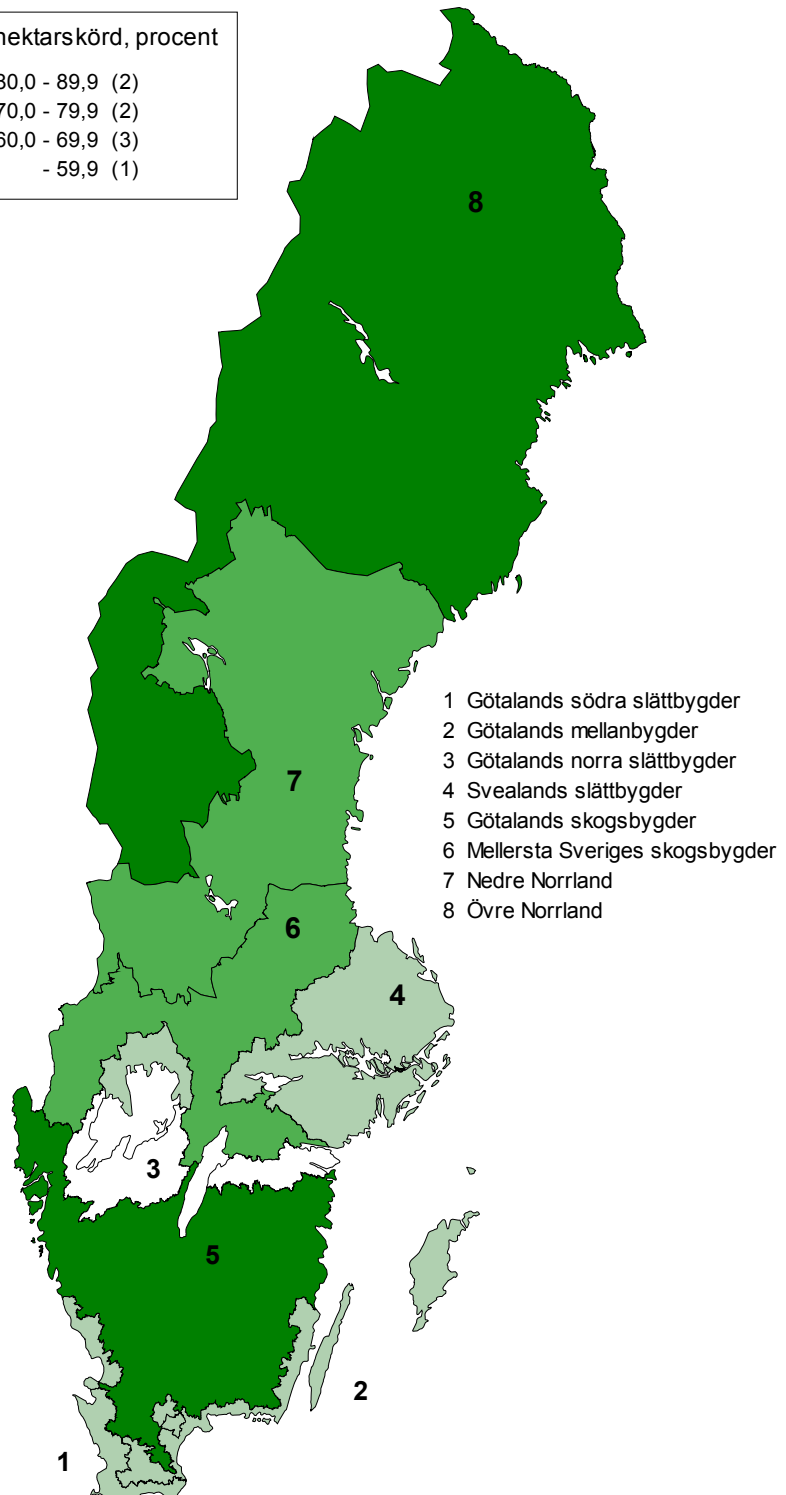 hektarskörd, procent
80,0 - 89,9 (2)
70,0 - 79,9 (2)
60,0 - 69,9 (3)
- 59,9 (1)
8
1 Götalands södra slättbygder
2 Götalands mellanbygder
3 Götalands norra slättbygder
4 Svealands slättbygder
5 Götalands skogsbygder
6 Mellersta Sveriges skogsbygder
7 Nedre Norrland
8 Övre Norrland
7
6
4
3
5
2
1